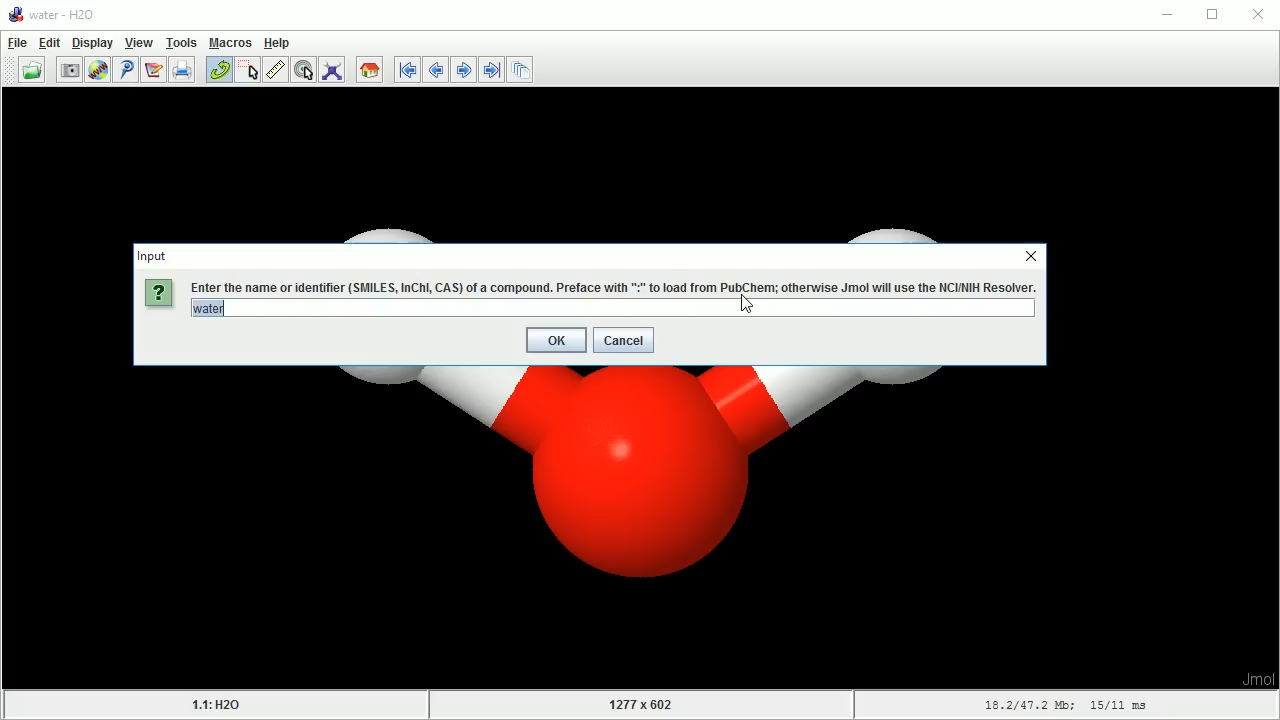 water - H2O
File Edit Display View Tools Macros Help
Input
?
Enter the name or identifier (SMILES, InChI, CAS) of a compound. Preface with ":" to load from PubChem; otherwise Jmol will use the NCI/NIH Resolver.
water
OK Cancel
Jmol
1.1: H2O 1277 x 602 18.2/47.2 Mb; 15/11 ms